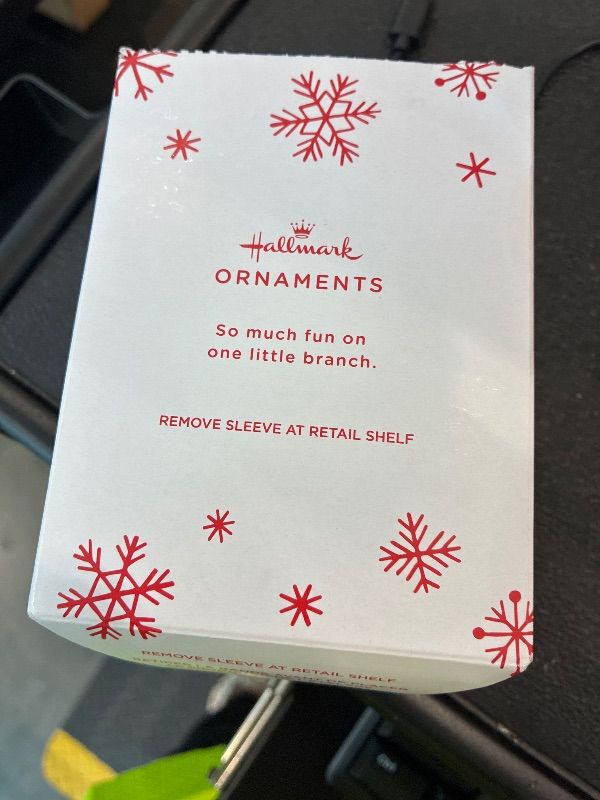 Hallmark
ORNAMENTS
So much fun on
one little branch.
REMOVE SLEEVE AT RETAIL SHELF
REMOVE SLEEVE AT RETAIL SHELF